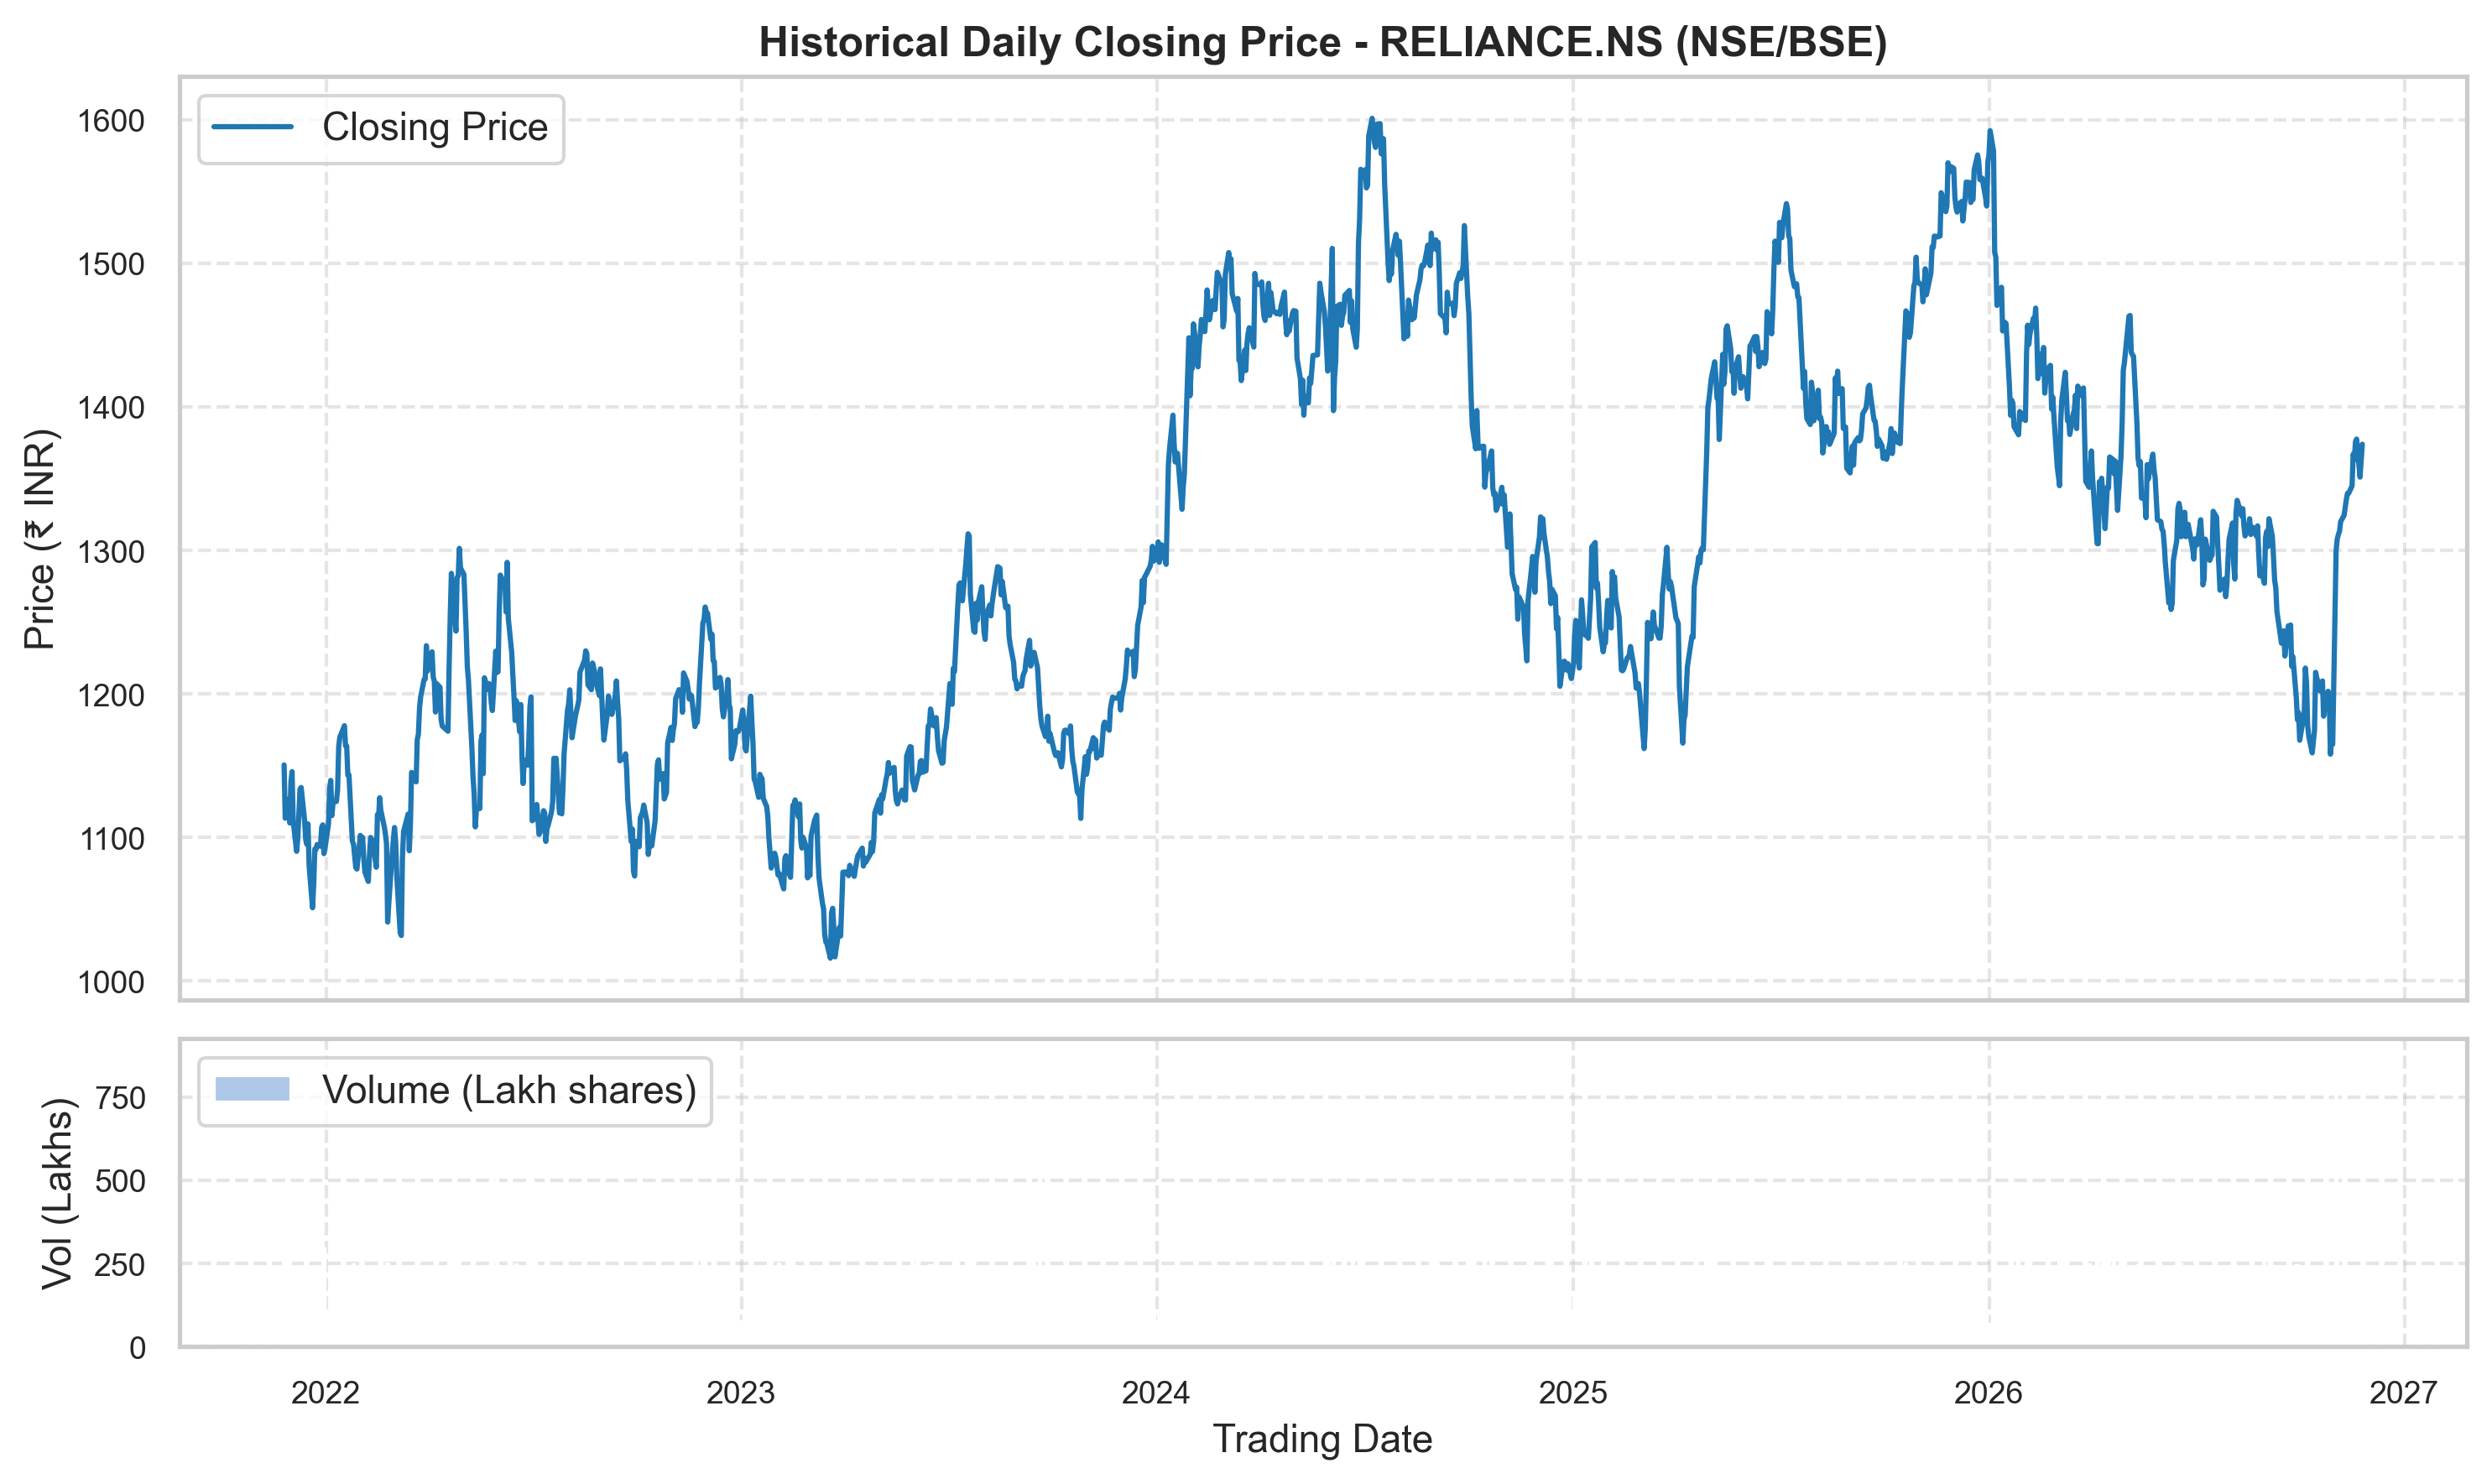 Historical Daily Closing Price - RELIANCE.NS (NSE/BSE)
Closing Price
Price (₹ INR)
1600
1500
1400
1300
1200
1100
1000
Volume (Lakh shares)
Vol (Lakhs)
750
500
250
0
2022 2023 2024 2025 2026 2027
Trading Date